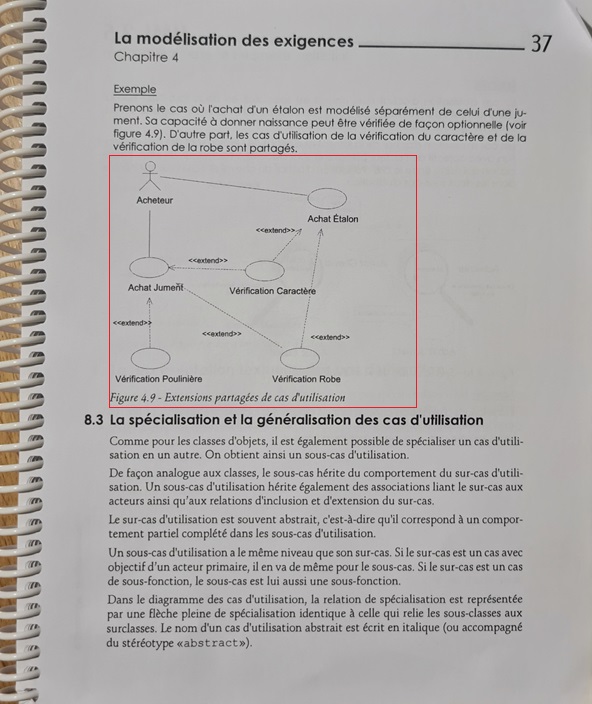 La modélisation des exigences 37
Chapitre 4
Exemple
Prenons le cas où l'achat d'un étalon est modélisé séparément de celui d'une ju-
ment. Sa capacité à donner naissance peut être vérifiée de façon optionnelle (voir
figure 4.9). D'autre part, les cas d'utilisation de la vérification du caractère et de la
vérification de la robe sont partagés.
Acheteur
Achat Étalon
<<extend>>
<<extend>>
Achat Jument
Vérification Caractère
<<extend>>
<<extend>>
<<extend>>
Vérification Poulinière
Vérification Robe
Figure 4.9 - Extensions partagées de cas d'utilisation
8.3 La spécialisation et la généralisation des cas d'utilisation
Comme pour les classes d'objets, il est également possible de spécialiser un cas d'utili-
sation en un autre. On obtient ainsi un sous-cas d'utilisation.
De façon analogue aux classes, le sous-cas hérite du comportement du sur-cas d'utili-
sation. Un sous-cas d'utilisation hérite également des associations liant le sur-cas aux
acteurs ainsi qu'aux relations d'inclusion et d'extension du sur-cas.
Le sur-cas d'utilisation est souvent abstrait, c'est-à-dire qu'il correspond à un compor-
tement partiel complété dans les sous-cas d'utilisation.
Un sous-cas d'utilisation a le même niveau que son sur-cas. Si le sur-cas est un cas avec
objectif d'un acteur primaire, il en va de même pour le sous-cas. Si le sur-cas est un cas
de sous-fonction, le sous-cas est lui aussi une sous-fonction.
Dans le diagramme des cas d'utilisation, la relation de spécialisation est représentée
par une flèche pleine de spécialisation identique à celle qui relie les sous-classes aux
surclasses. Le nom d'un cas d'utilisation abstrait est écrit en italique (ou accompagné
du stéréotype «abstract»).